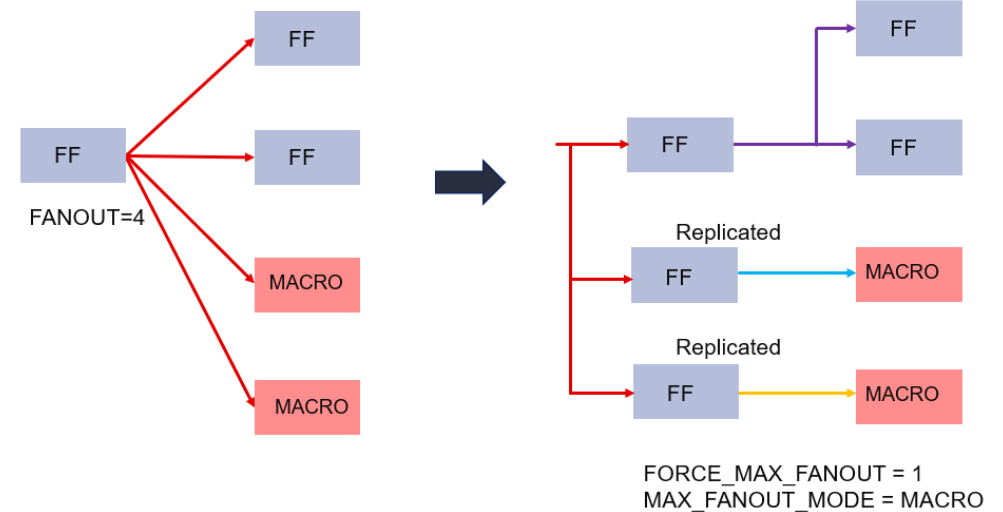 FF
FF
FF
FANOUT=4
MACRO
MACRO
FF
FF
FF
Replicated
FF
MACRO
Replicated
FF
MACRO
FORCE_MAX_FANOUT = 1
MAX_FANOUT_MODE = MACRO